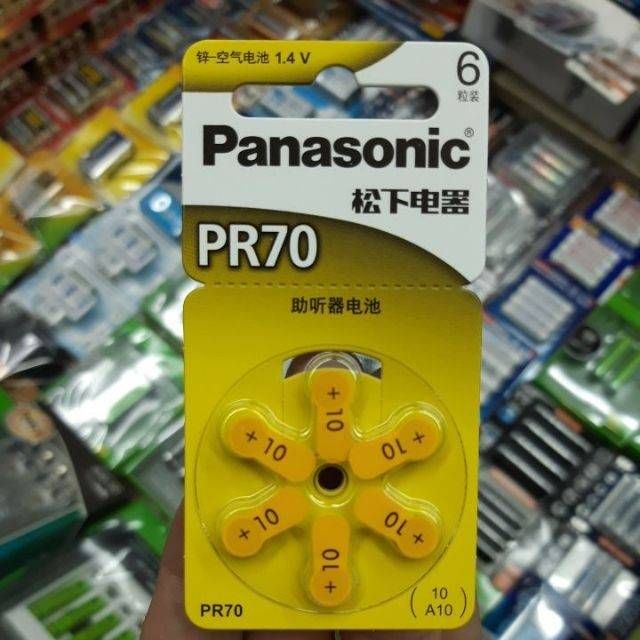 锌-空气电池 1.4 V
6
粒装
Panasonic®
松下电器
PR70
助听器电池
+ 10
+ 10
10 +
+ 10
10 +
10 +
PR70
( 10
A10 )